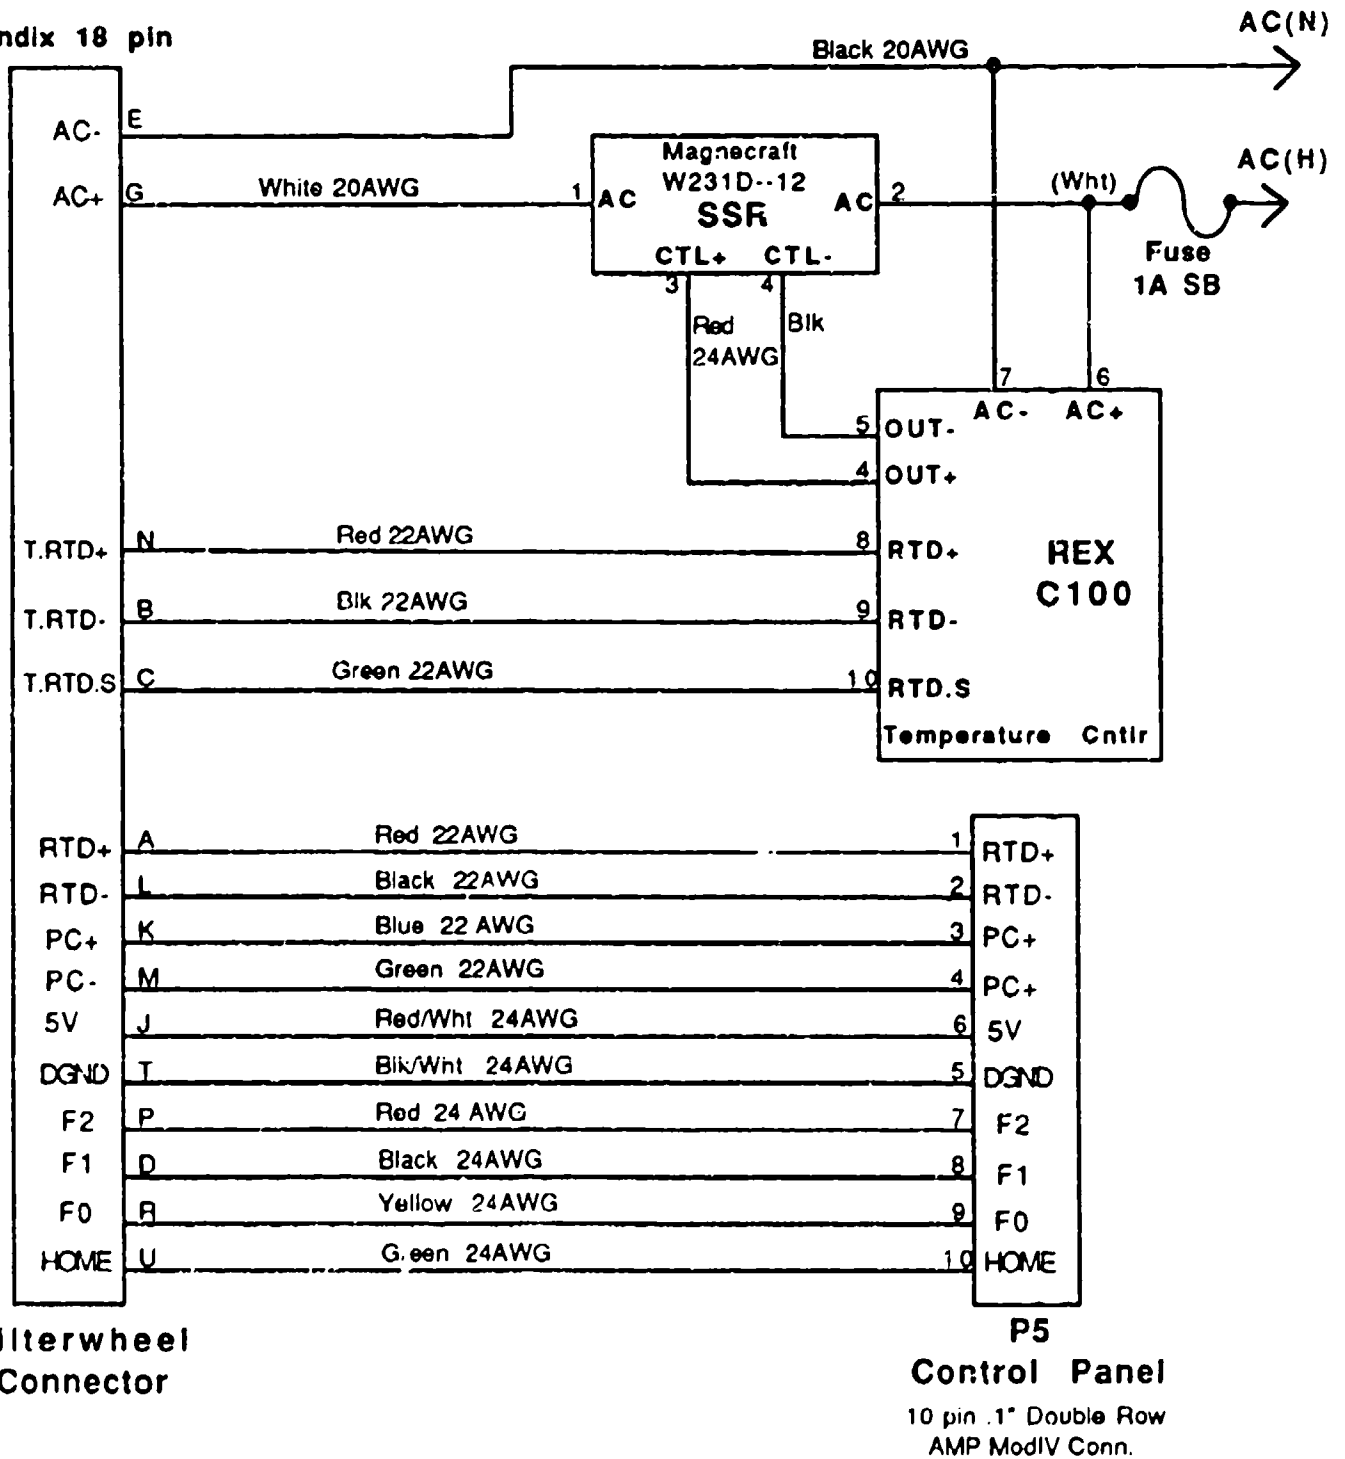 ndix 18 pin
AC(N)
Black 20AWG
AC- E
AC+ G White 20AWG 1
Magnecraft
W231D--12
AC SSR AC
CTL+ CTL-
3 4
2 (Wht)
AC(H)
Fuse
1A SB
Red Blk
24AWG
7 6
AC- AC+
5 OUT-
4 OUT+
T.RTD+ N Red 22AWG 8 RTD+
REX
C100
T.RTD- B Blk 22AWG 9 RTD-
T.RTD.S C Green 22AWG 10 RTD.S
Temperature Cntlr
RTD+ A Red 22AWG 1 RTD+
RTD- L Black 22AWG 2 RTD-
PC+ K Blue 22 AWG 3 PC+
PC- M Green 22AWG 4 PC+
5V J Red/Wht 24AWG 6 5V
DGND T Blk/Wht 24AWG 5 DGND
F2 P Red 24 AWG 7 F2
F1 D Black 24AWG 8 F1
F0 R Yellow 24AWG 9 F0
HOME U Green 24AWG 10 HOME
ilterwheel
Connector
P5
Control Panel
10 pin .1" Double Row
AMP ModIV Conn.